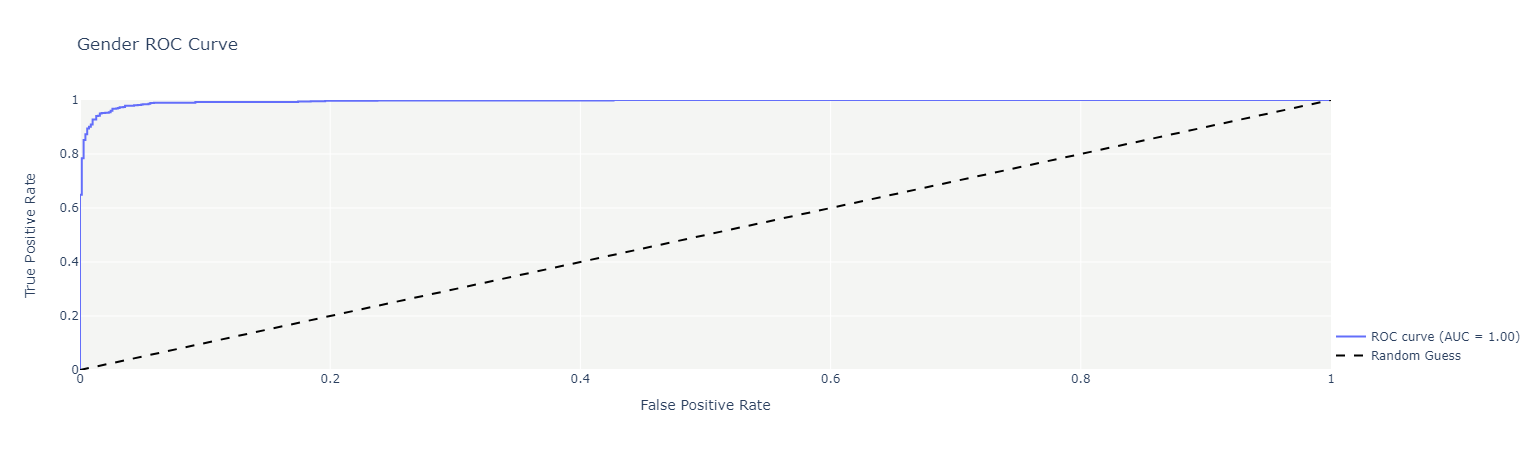 Gender ROC Curve
1
0.8
0.6
0.4
0.2
0
True Positive Rate
0
0.2
0.4
0.6
0.8
1
False Positive Rate
ROC curve (AUC = 1.00)
Random Guess